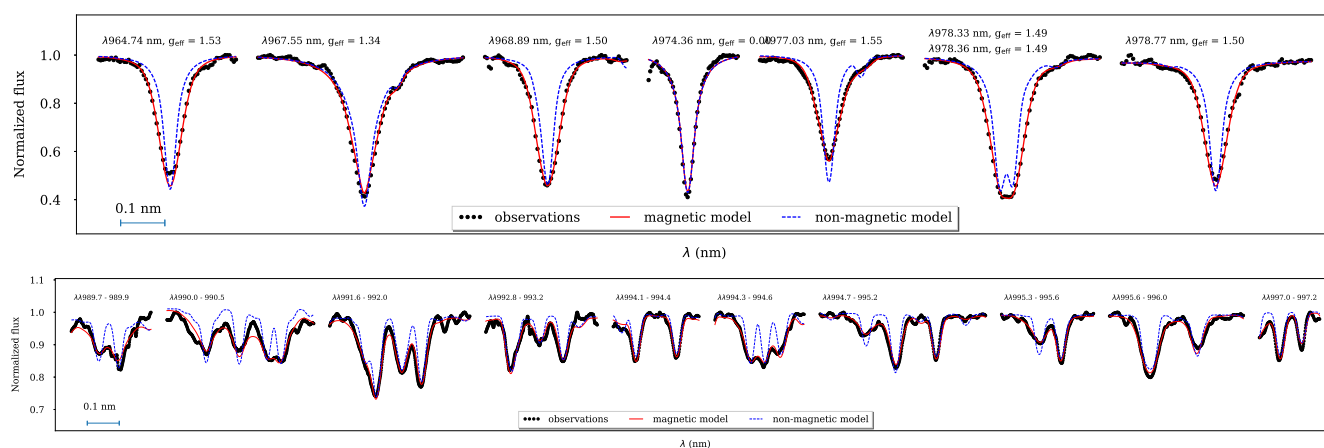 λ964.74 nm, g_eff = 1.53
λ967.55 nm, g_eff = 1.34
λ968.89 nm, g_eff = 1.50
λ974.36 nm, g_eff = 0.00
λ977.03 nm, g_eff = 1.55
λ978.33 nm, g_eff = 1.49
λ978.36 nm, g_eff = 1.49
λ978.77 nm, g_eff = 1.50
1.0
0.8
0.6
0.4
Normalized flux
0.1 nm
observations
magnetic model
non-magnetic model
λ (nm)
λλ989.7 - 989.9
λλ990.0 - 990.5
λλ991.6 - 992.0
λλ992.8 - 993.2
λλ994.1 - 994.4
λλ994.3 - 994.6
λλ994.7 - 995.2
λλ995.3 - 995.6
λλ995.6 - 996.0
λλ997.0 - 997.2
1.1
1.0
0.9
0.8
0.7
Normalized flux
0.1 nm
observations
magnetic model
non-magnetic model
λ (nm)